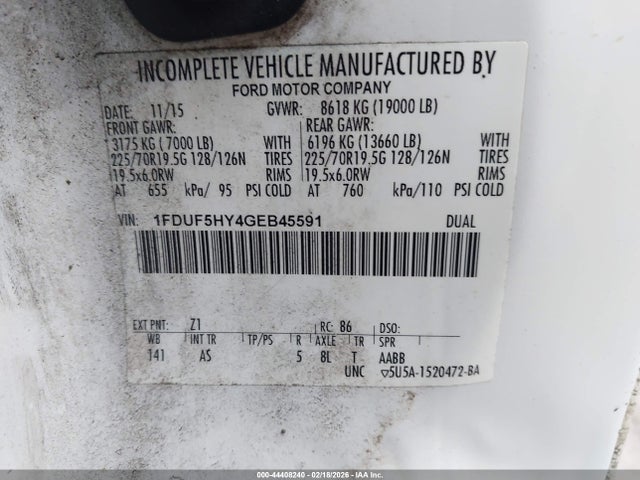 INCOMPLETE VEHICLE MANUFACTURED BY
FORD MOTOR COMPANY
DATE: 11/15 GVWR: 8618 KG (19000 LB)
FRONT GAWR: REAR GAWR:
3175 KG (7000 LB) WITH 6196 KG (13660 LB) WITH
225/70R19.5G 128/126N TIRES 225/70R19.5G 128/126N TIRES
19.5x6.0RW RIMS 19.5x6.0RW RIMS
AT 655 kPa/ 95 PSI COLD AT 760 kPa/110 PSI COLD
VIN: 1FDUF5HY4GEB45591 DUAL
EXT PNT: Z1 RC: 86 DSO:
WB INT TR TP/PS R AXLE TR SPR
141 AS 5 8L T AABB
UNC ▽5U5A-1520472-BA
000-44408240 - 02/18/2026 - COPYRIGHT IAA, LLC.